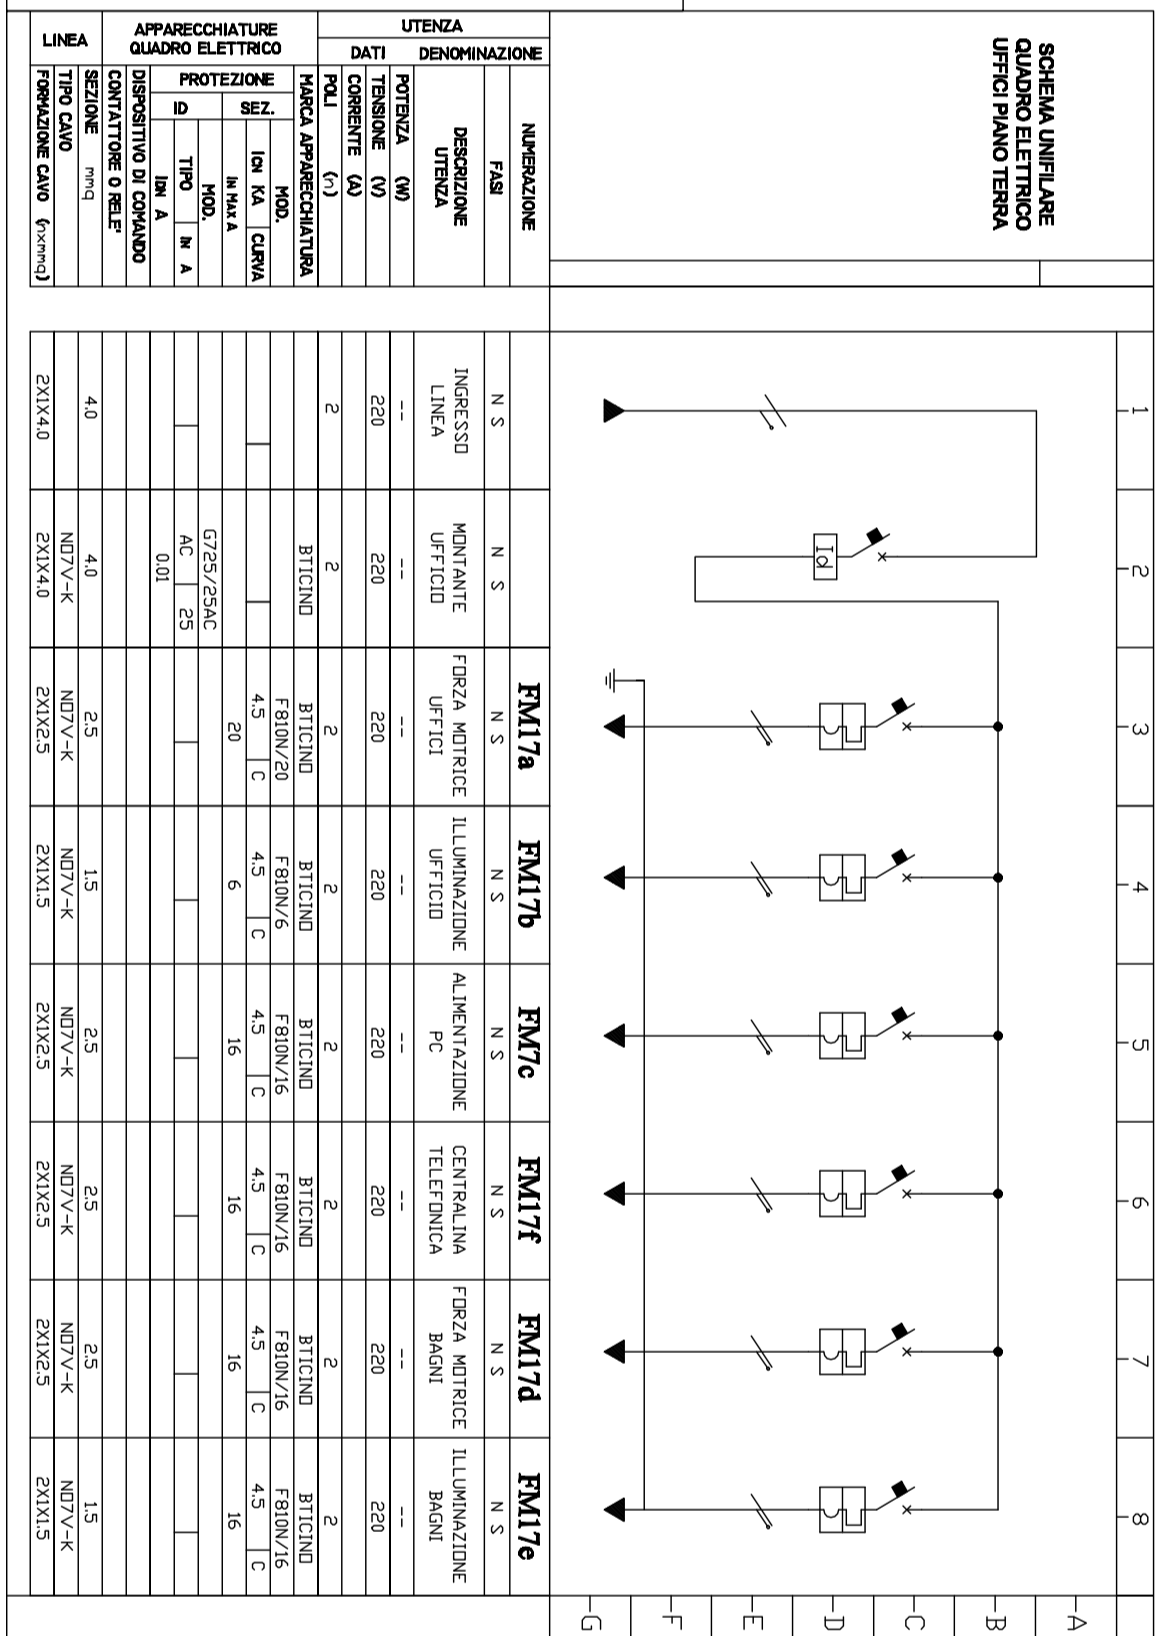 SCHEMA UNIFILARE
QUADRO ELETTRICO
UFFICI PIANO TERRA
1 2 3 4 5 6 7 8
A
B
C
D
E
F
G
Id
UTENZA
DENOMINAZIONE
DATI
APPARECCHIATURE
QUADRO ELETTRICO
PROTEZIONE
SEZ.
ID
LINEA
NUMERAZIONE FM17a FM17b FM7c FM17f FM17d FM17e
FASI N S N S N S N S N S N S N S N S
DESCRIZIONE
UTENZA
INGRESSO
LINEA
MONTANTE
UFFICIO
FORZA MOTRICE
UFFICI
ILLUMINAZIONE
UFFICIO
ALIMENTAZIONE
PC
CENTRALINA
TELEFONICA
FORZA MOTRICE
BAGNI
ILLUMINAZIONE
BAGNI
POTENZA (W) -- -- -- -- -- -- -- --
TENSIONE (V) 220 220 220 220 220 220 220 220
CORRENTE (A)
POLI (n) 2 2 2 2 2 2 2 2
MARCA APPARECCHIATURA BTICINO BTICINO BTICINO BTICINO BTICINO BTICINO BTICINO
MOD. F810N/20 F810N/6 F810N/16 F810N/16 F810N/16 F810N/16
ICN KA CURVA 4.5 C 4.5 C 4.5 C 4.5 C 4.5 C 4.5 C
IN MAX A 20 6 16 16 16 16
MOD. G725/25AC
TIPO IN A AC 25
IDN A 0.01
DISPOSITIVO DI COMANDO
CONTATTORE O RELE'
SEZIONE mmq 4.0 4.0 2.5 1.5 2.5 2.5 2.5 1.5
TIPO CAVO NO7V-K NO7V-K NO7V-K NO7V-K NO7V-K NO7V-K NO7V-K
FORMAZIONE CAVO (nxmmq) 2X1X4.0 2X1X4.0 2X1X2.5 2X1X1.5 2X1X2.5 2X1X2.5 2X1X2.5 2X1X1.5